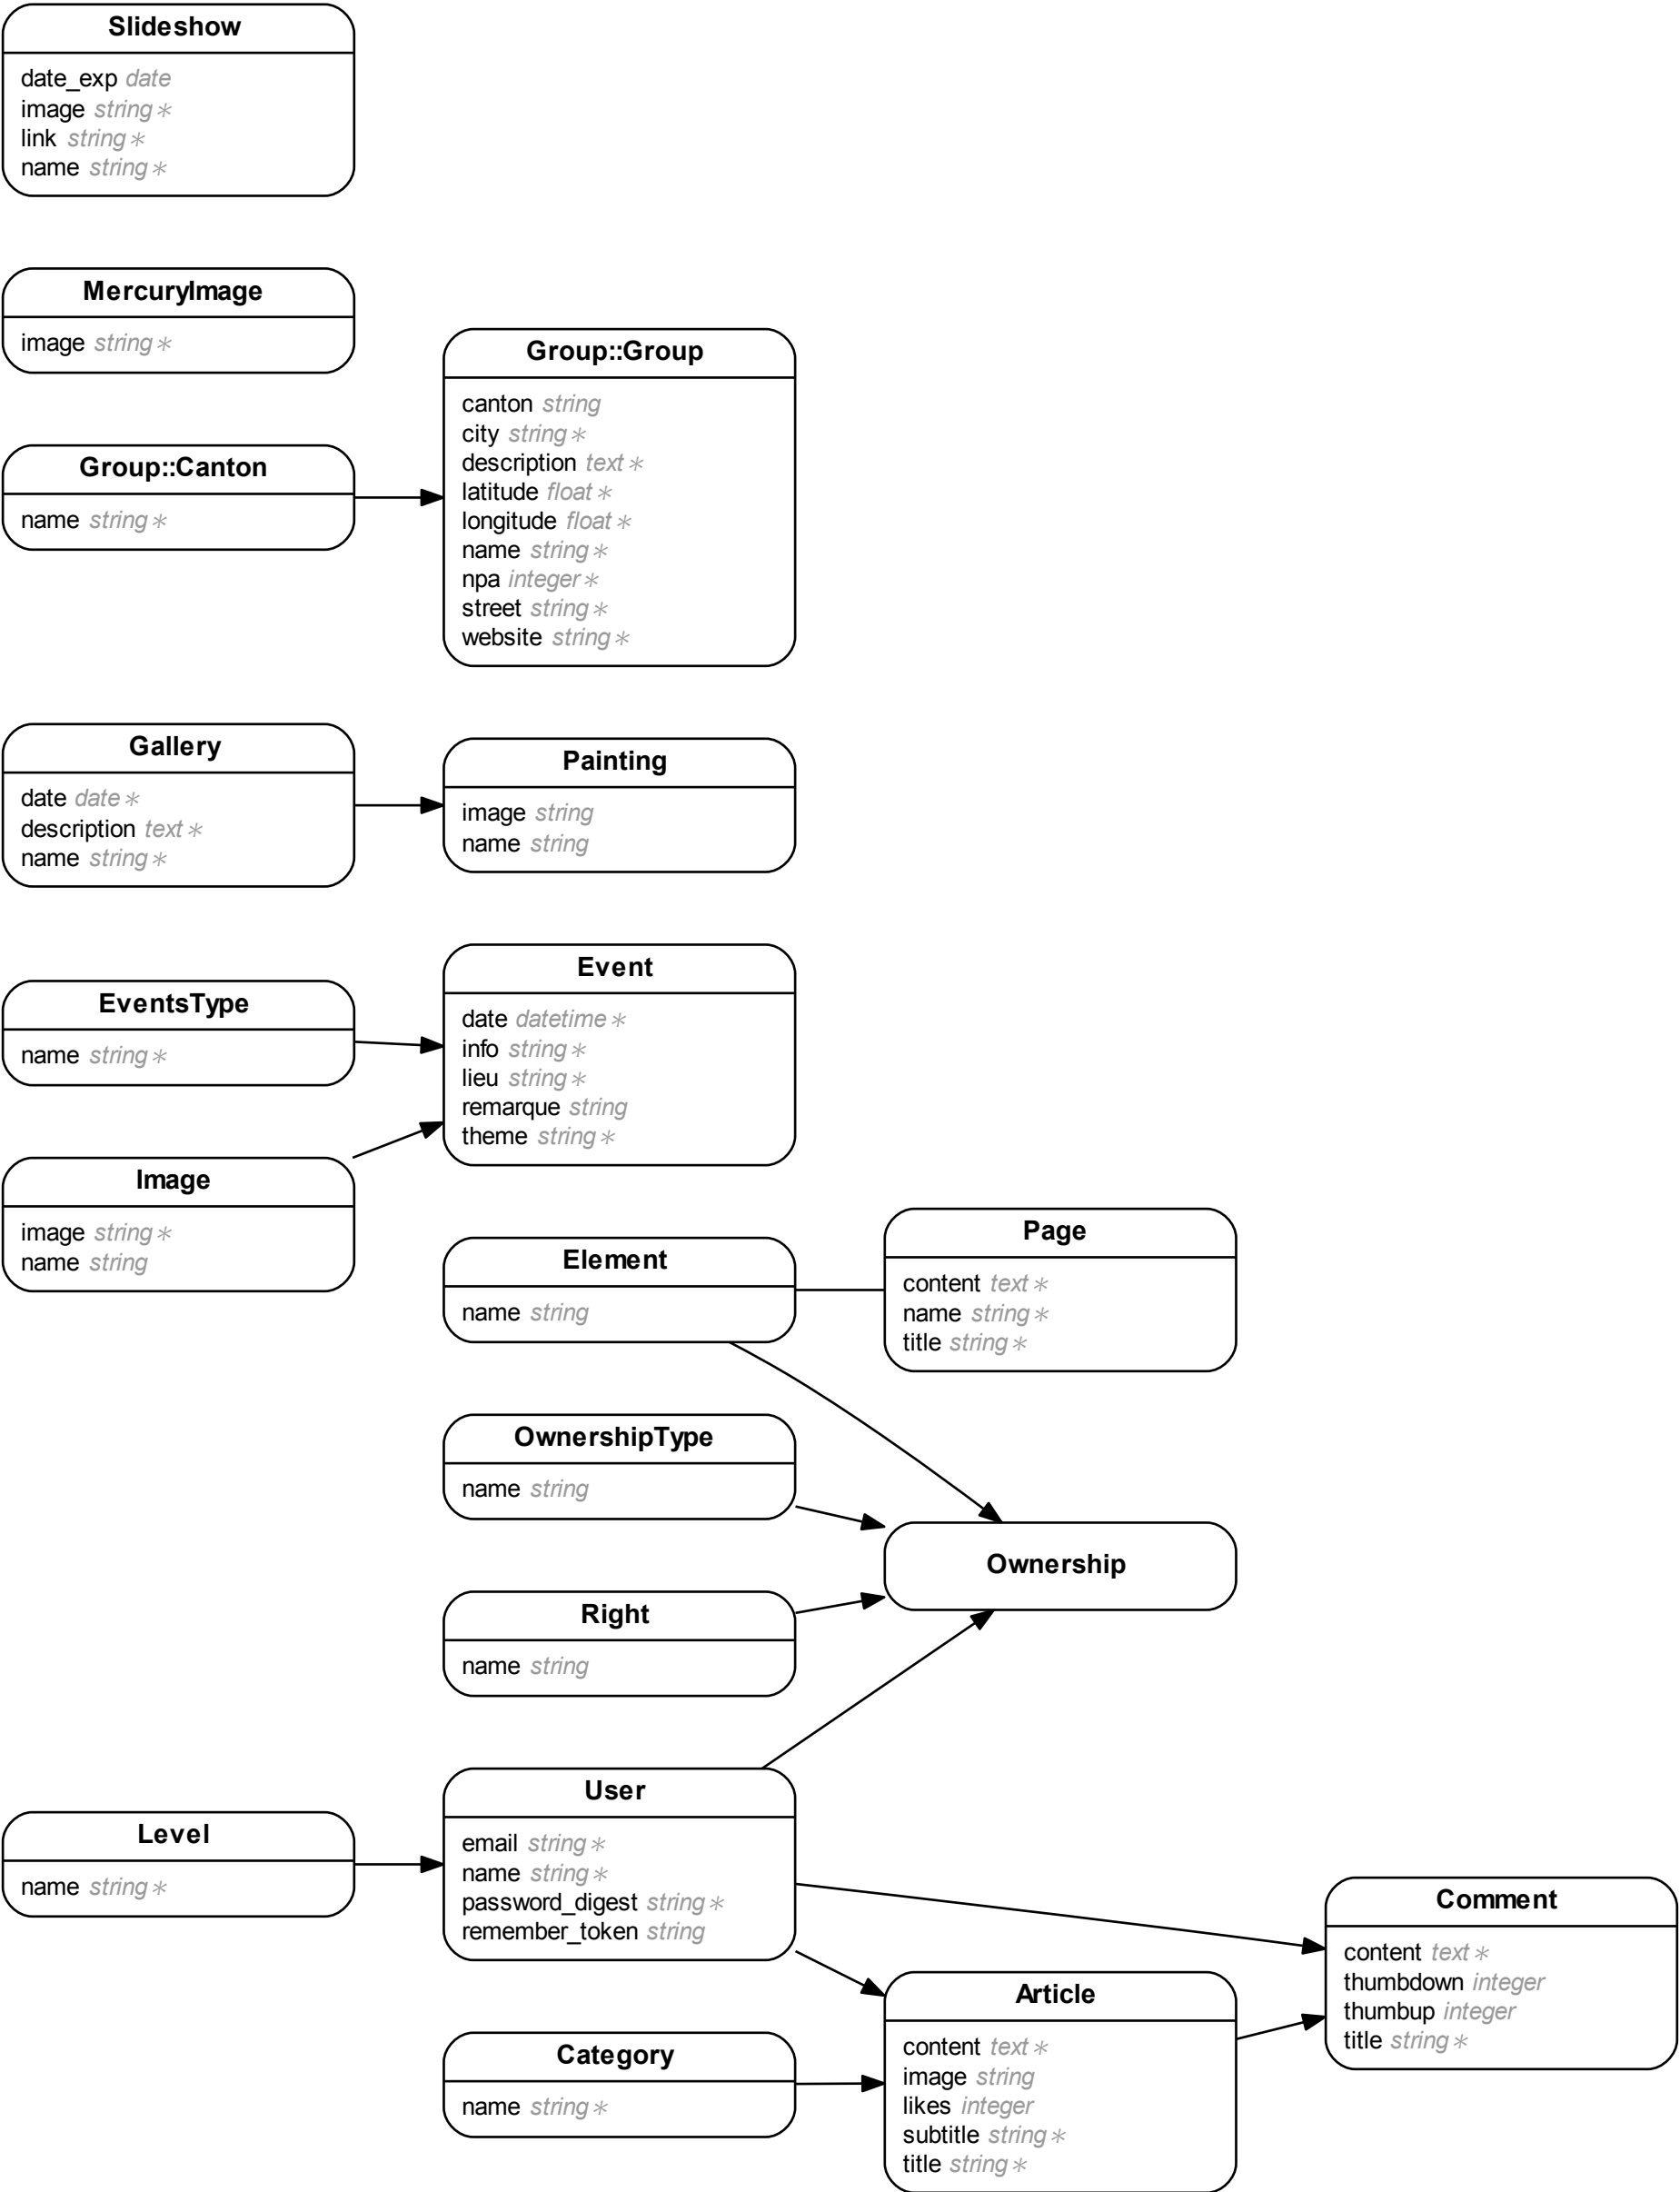 Slideshow
date_exp date
image string ∗
link string ∗
name string ∗
MercuryImage
image string ∗
Group::Canton
name string ∗
Group::Group
canton string
city string ∗
description text ∗
latitude float ∗
longitude float ∗
name string ∗
npa integer ∗
street string ∗
website string ∗
Gallery
date date ∗
description text ∗
name string ∗
Painting
image string
name string
EventsType
name string ∗
Event
date datetime ∗
info string ∗
lieu string ∗
remarque string
theme string ∗
Image
image string ∗
name string
Element
name string
Page
content text ∗
name string ∗
title string ∗
OwnershipType
name string
Ownership
Right
name string
Level
name string ∗
User
email string ∗
name string ∗
password_digest string ∗
remember_token string
Comment
content text ∗
thumbdown integer
thumbup integer
title string ∗
Category
name string ∗
Article
content text ∗
image string
likes integer
subtitle string ∗
title string ∗